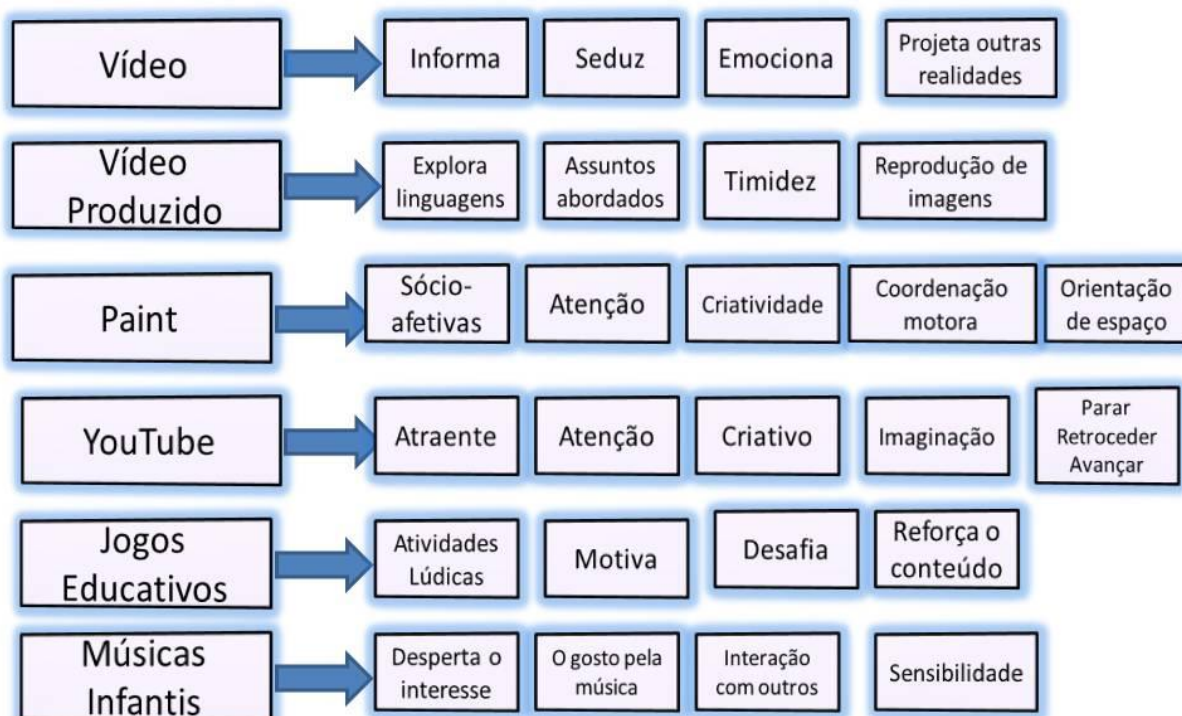 Vídeo
Informa
Seduz
Emociona
Projeta outras
realidades
Vídeo
Produzido
Explora
linguagens
Assuntos
abordados
Timidez
Reprodução de
imagens
Paint
Sócio-
afetivas
Atenção
Criatividade
Coordenação
motora
Orientação
de espaço
YouTube
Atraente
Atenção
Criativo
Imaginação
Parar
Retroceder
Avançar
Jogos
Educativos
Atividades
Lúdicas
Motiva
Desafia
Reforça o
conteúdo
Músicas
Infantis
Desperta o
interesse
O gosto pela
música
Interação
com outros
Sensibilidade